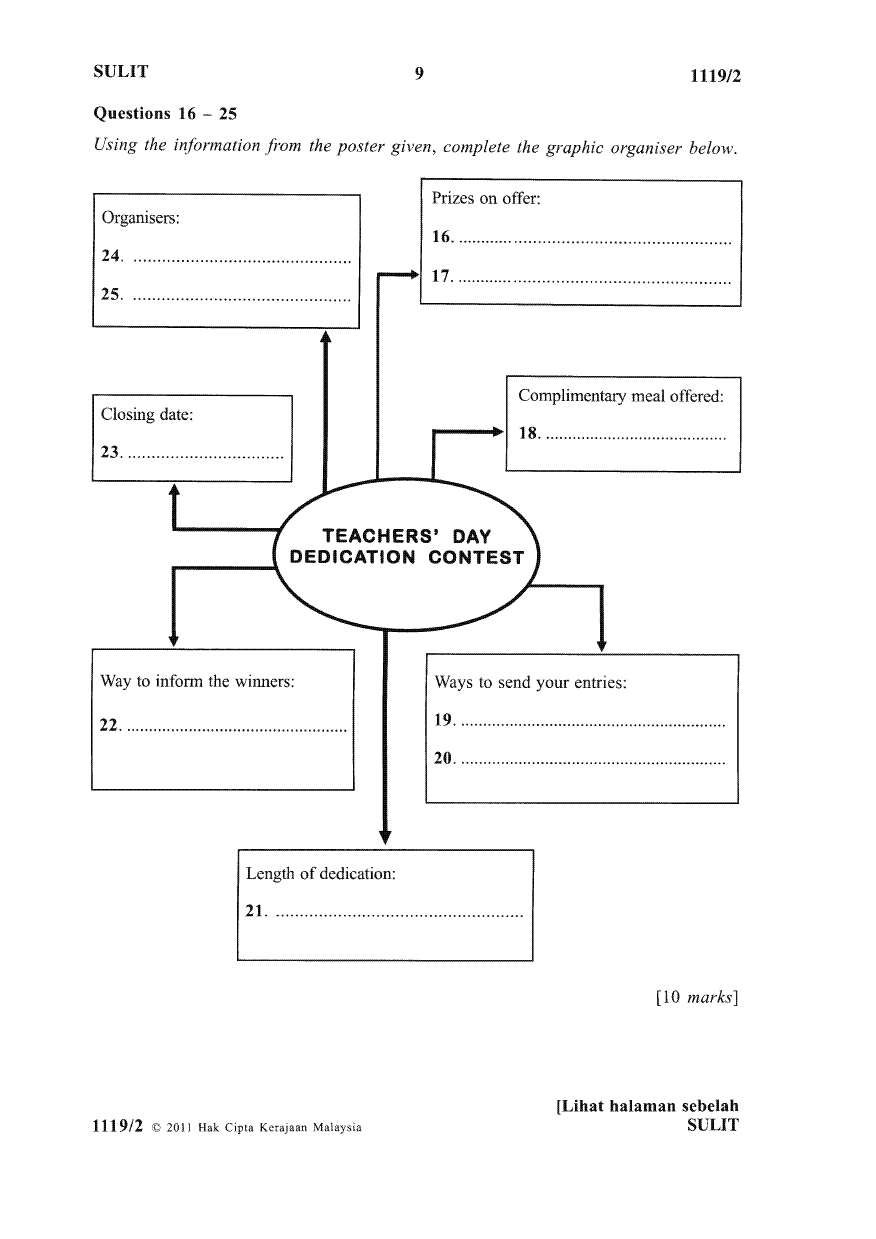 SULIT 9 1119/2
Questions 16 – 25
Using the information from the poster given, complete the graphic organiser below.
Organisers:
24. ................................................
25. ................................................
Prizes on offer:
16. ............................................................
17. ............................................................
Closing date:
23. ..................................
Complimentary meal offered:
18. ........................................
TEACHERS' DAY
DEDICATION CONTEST
Way to inform the winners:
22. ................................................
Ways to send your entries:
19. ..........................................................
20. ..........................................................
Length of dedication:
21. ......................................................
[10 marks]
[Lihat halaman sebelah
1119/2 © 2011 Hak Cipta Kerajaan Malaysia SULIT